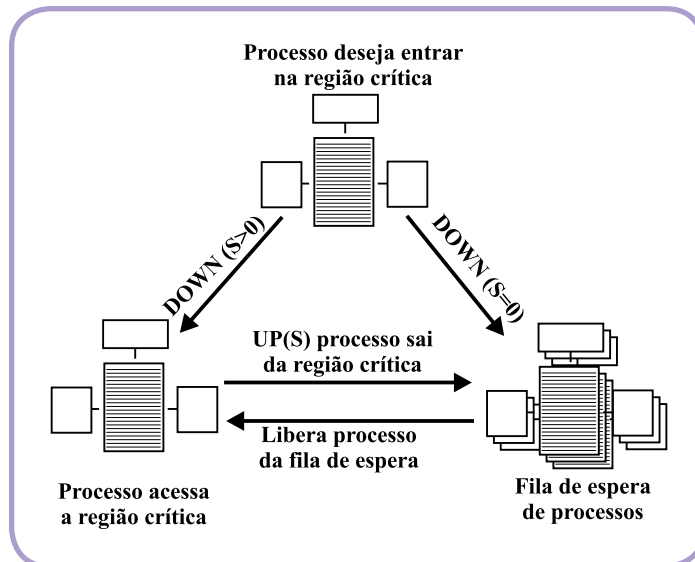 Processo deseja entrar
na região crítica
DOWN (S>0)
DOWN (S=0)
UP(S) processo sai
da região crítica
Libera processo
da fila de espera
Processo acessa
a região crítica
Fila de espera
de processos